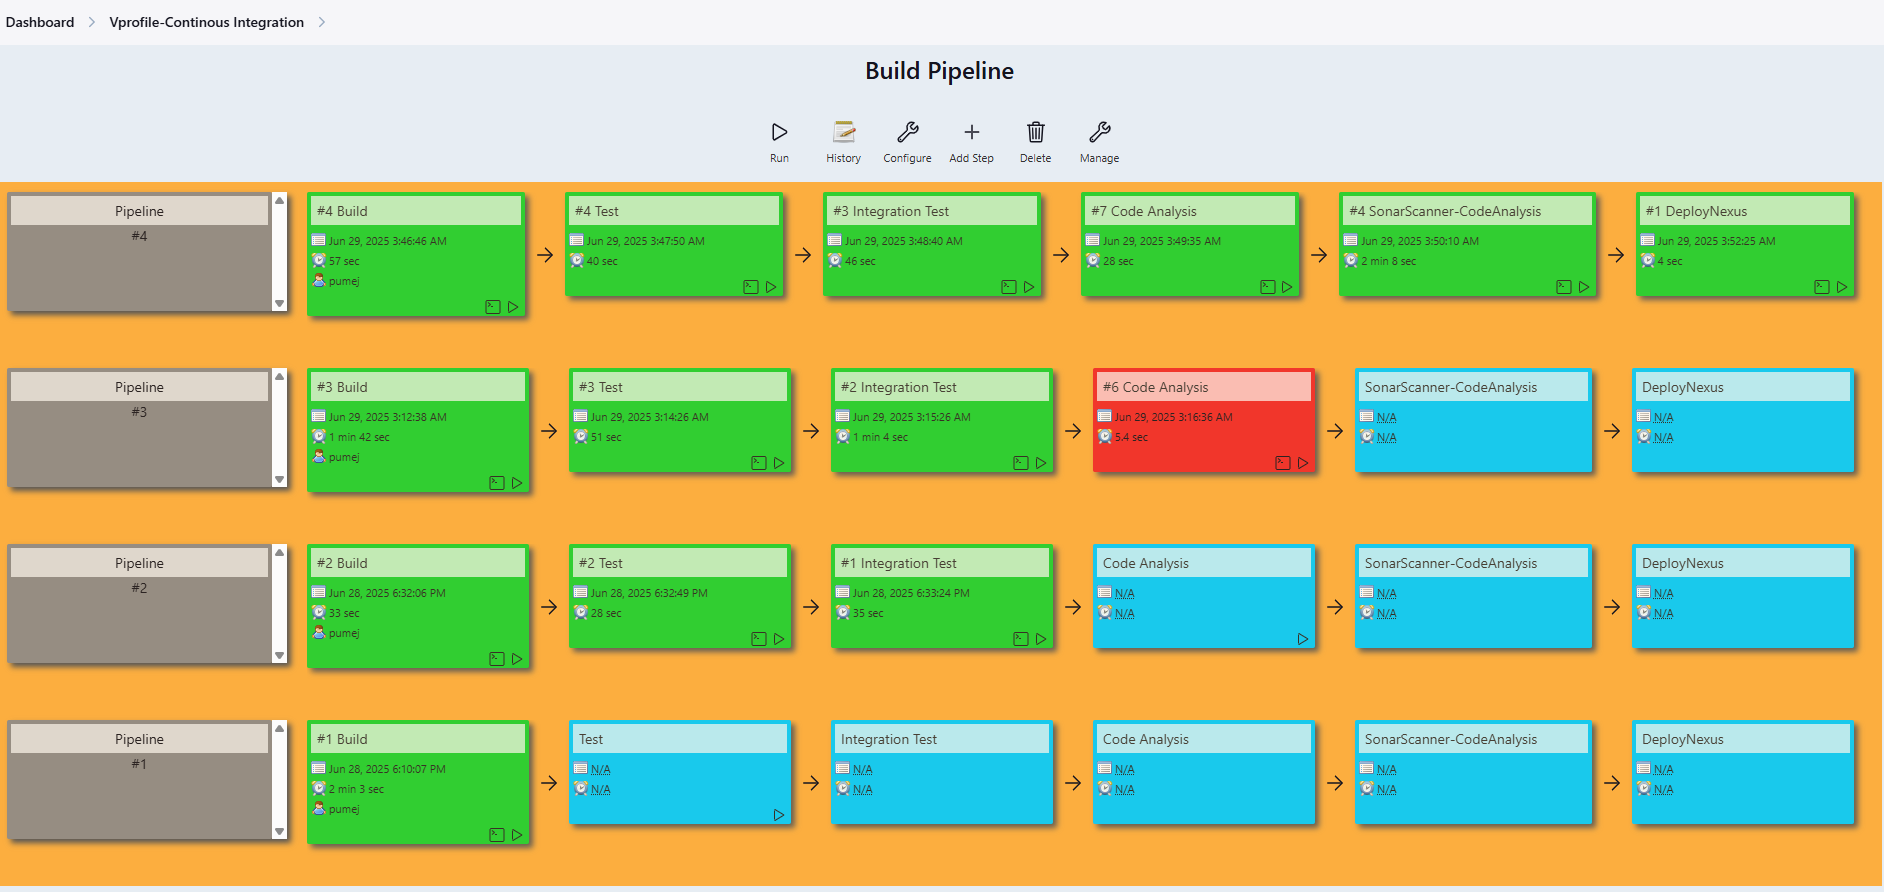 Dashboard > Vprofile-Continous Integration >
Build Pipeline
Run History Configure Add Step Delete Manage
Pipeline
#4
#4 Build
Jun 29, 2025 3:46:46 AM
57 sec
pumej
#4 Test
Jun 29, 2025 3:47:50 AM
40 sec
#3 Integration Test
Jun 29, 2025 3:48:40 AM
46 sec
#7 Code Analysis
Jun 29, 2025 3:49:35 AM
28 sec
#4 SonarScanner-CodeAnalysis
Jun 29, 2025 3:50:10 AM
2 min 8 sec
#1 DeployNexus
Jun 29, 2025 3:52:25 AM
4 sec
Pipeline
#3
#3 Build
Jun 29, 2025 3:12:38 AM
1 min 42 sec
pumej
#3 Test
Jun 29, 2025 3:14:26 AM
51 sec
#2 Integration Test
Jun 29, 2025 3:15:26 AM
1 min 4 sec
#6 Code Analysis
Jun 29, 2025 3:16:36 AM
5.4 sec
SonarScanner-CodeAnalysis
N/A
N/A
DeployNexus
N/A
N/A
Pipeline
#2
#2 Build
Jun 28, 2025 6:32:06 PM
33 sec
pumej
#2 Test
Jun 28, 2025 6:32:49 PM
28 sec
#1 Integration Test
Jun 28, 2025 6:33:24 PM
35 sec
Code Analysis
N/A
N/A
SonarScanner-CodeAnalysis
N/A
N/A
DeployNexus
N/A
N/A
Pipeline
#1
#1 Build
Jun 28, 2025 6:10:07 PM
2 min 3 sec
pumej
Test
N/A
N/A
Integration Test
N/A
N/A
Code Analysis
N/A
N/A
SonarScanner-CodeAnalysis
N/A
N/A
DeployNexus
N/A
N/A